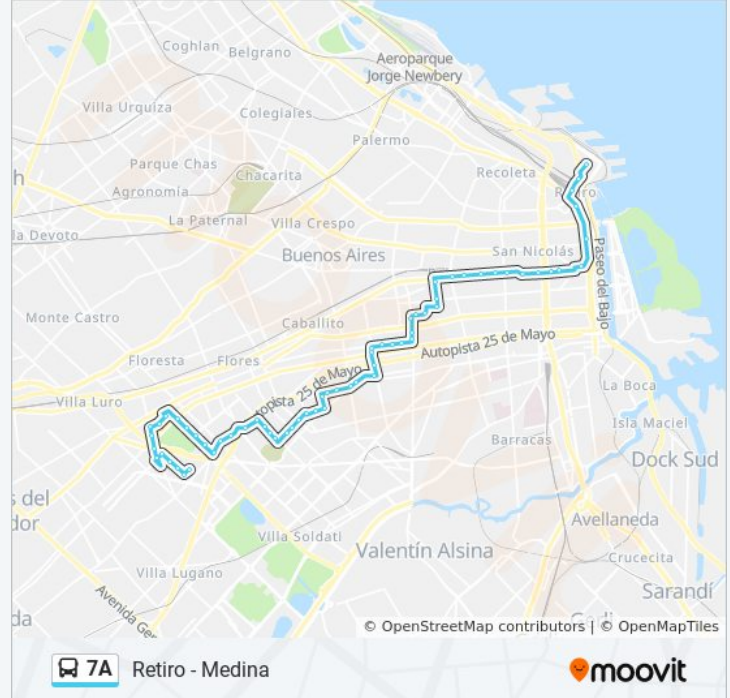 Coghlan
Belgrano
Aeroparque
Jorge Newbery
Villa Urquiza
Colegiales
Palermo
Parque Chas
Chacarita
Recoleta
h
Agronomía
La Paternal
Villa Crespo
la Devoto
Buenos Aires
San Nicolás
Paseo del Bajo
Monte Castro
Caballito
Autopista 25 de Mayo
Floresta
Flores
topista 25 de Mayo
Villa Luro
La Boca
Isla Maciel
Barracas
Dock Sud
s del
dor
Avellaneda
Villa Soldati
Valentín Alsina
Crucecita
Villa Lugano
Sarandí
Avenida Ger
da
© OpenStreetMap contributors | © OpenMapTiles
7A Retiro - Medina
moovit